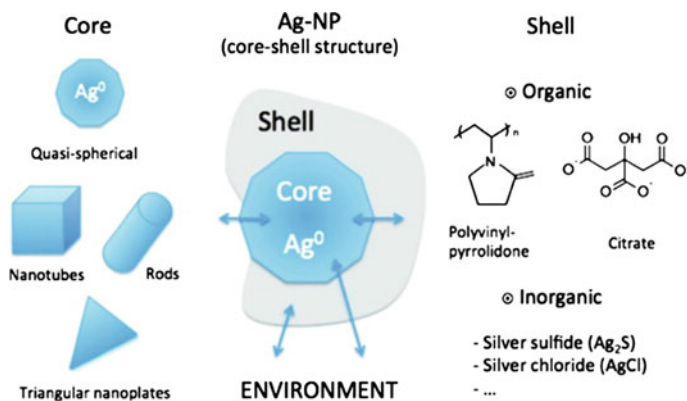 Core
Ag⁰
Quasi-spherical
Nanotubes
Rods
Triangular nanoplates
Ag-NP
(core-shell structure)
Shell
Core
Ag⁰
ENVIRONMENT
Shell
⊙ Organic
n
N
Polyvinyl-
pyrrolidone
O OH O
O⁻ O⁻
O O⁻
Citrate
⊙ Inorganic
- Silver sulfide (Ag₂S)
- Silver chloride (AgCl)
- ...